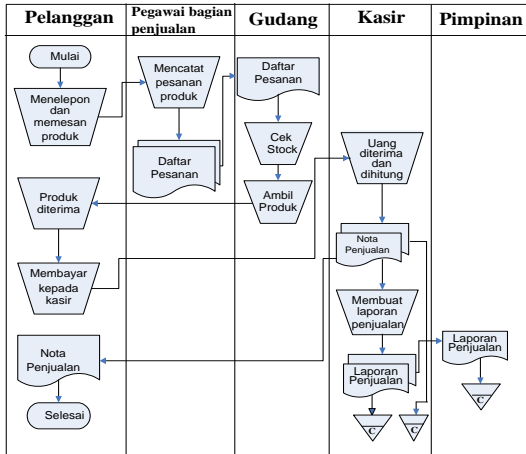 Pelanggan
Pegawai bagian
penjualan
Gudang
Kasir
Pimpinan
Mulai
Menelepon
dan
memesan
produk
Mencatat
pesanan
produk
Daftar
Pesanan
Daftar
Pesanan
Cek
Stock
Ambil
Produk
Uang
diterima
dan
dihitung
Produk
diterima
Membayar
kepada
kasir
Nota
Penjualan
Membuat
laporan
penjualan
Laporan
Penjualan
Laporan
Penjualan
Nota
Penjualan
Selesai
C
C
C